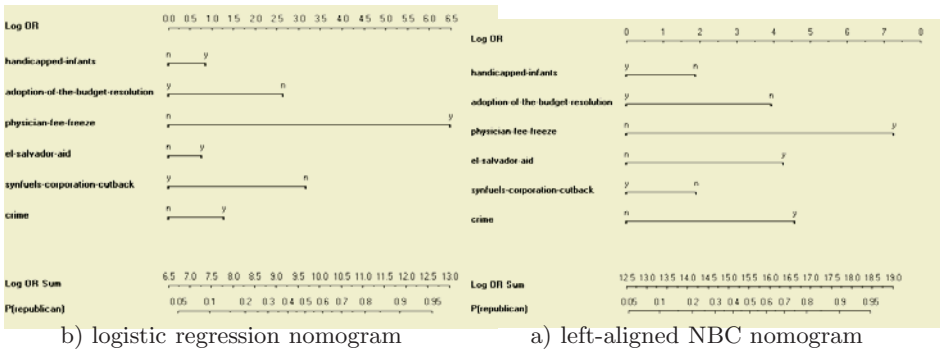 Log OR
0.0 0.5 1.0 1.5 2.0 2.5 3.0 3.5 4.0 4.5 5.0 5.5 6.0 6.5
handicapped-infants
n y
adoption-of-the-budget-resolution
y n
physician-fee-freeze
n y
el-salvador-aid
n y
synfuels-corporation-cutback
y n
crime
n y
Log OR Sum
6.5 7.0 7.5 8.0 8.5 9.0 9.5 10.0 10.5 11.0 11.5 12.0 12.5 13.0
P(republican)
0.05 0.1 0.2 0.3 0.4 0.5 0.6 0.7 0.8 0.9 0.95
b) logistic regression nomogram
Log OR
0 1 2 3 4 5 6 7 8
handicapped-infants
y n
adoption-of-the-budget-resolution
y n
physician-fee-freeze
n y
el-salvador-aid
n y
synfuels-corporation-cutback
y n
crime
n y
Log OR Sum
12.5 13.0 13.5 14.0 14.5 15.0 15.5 16.0 16.5 17.0 17.5 18.0 18.5 19.0
P(republican)
0.05 0.1 0.2 0.3 0.4 0.5 0.6 0.7 0.8 0.9 0.95
a) left-aligned NBC nomogram